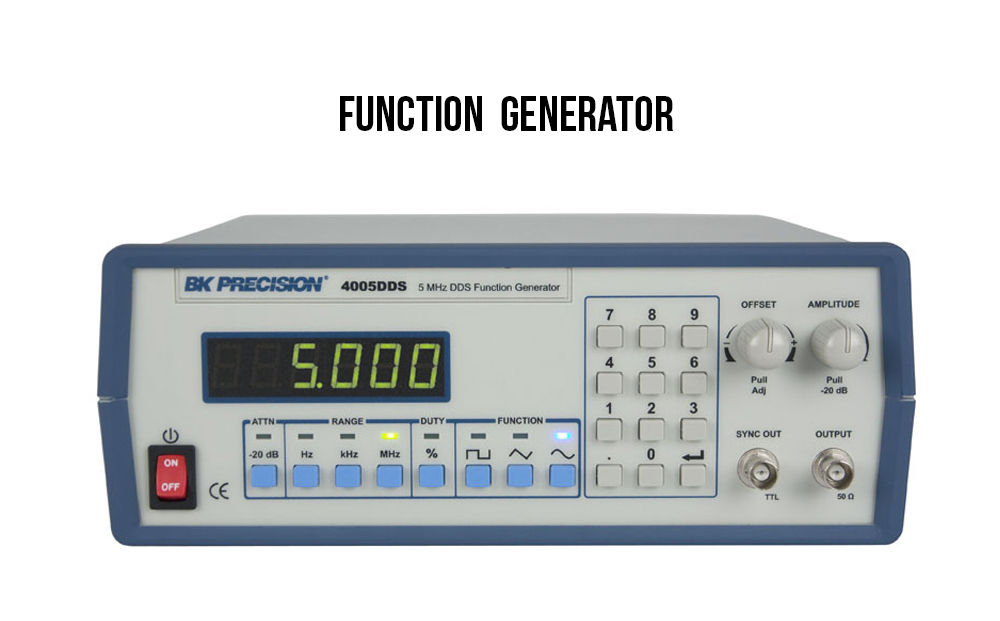 FUNCTION GENERATOR
BK PRECISION® 4005DDS 5 MHz DDS Function Generator
5.000
ATTN RANGE DUTY FUNCTION
-20 dB Hz kHz MHz %
ON
OFF
CE
7 8 9
4 5 6
1 2 3
. 0
OFFSET AMPLITUDE
- +
Pull
Adj
Pull
-20 dB
SYNC OUT OUTPUT
TTL 50 Ω